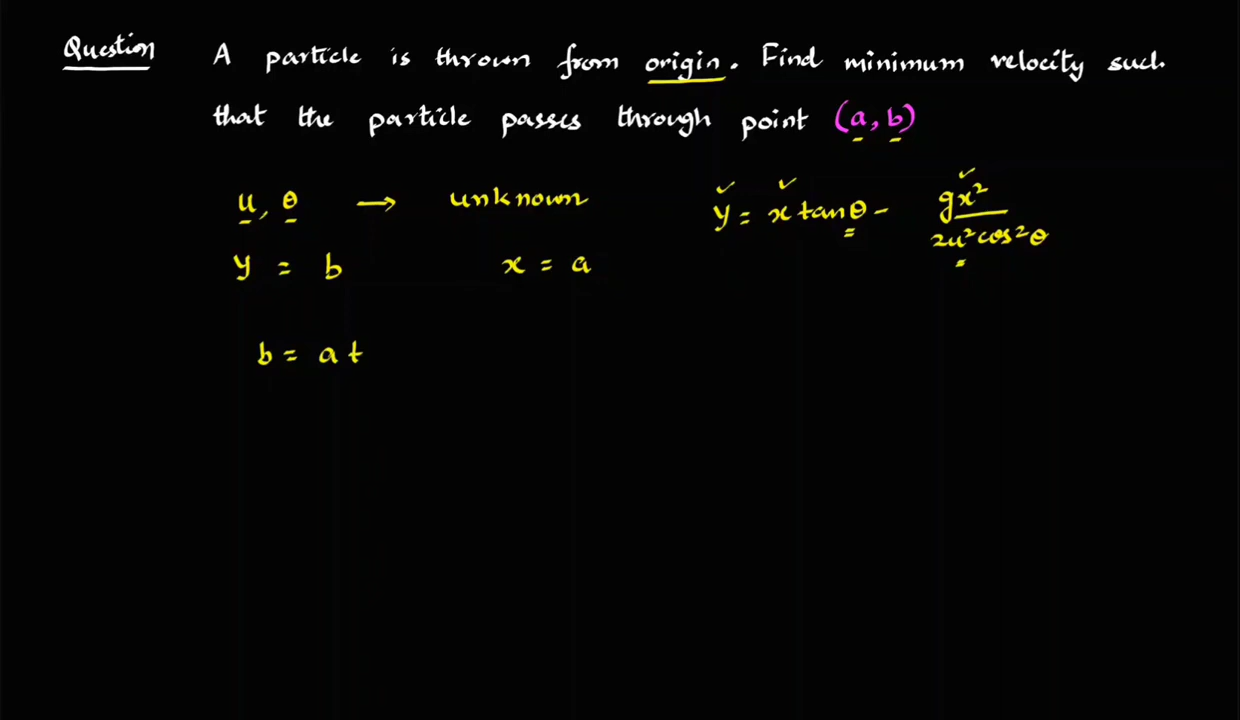 Question A particle is thrown from origin. Find minimum velocity such
that the particle passes through point (a, b)
u, θ → unknown
y = x tanθ - gx²/2u²cos²θ
y = b x = a
b = a t